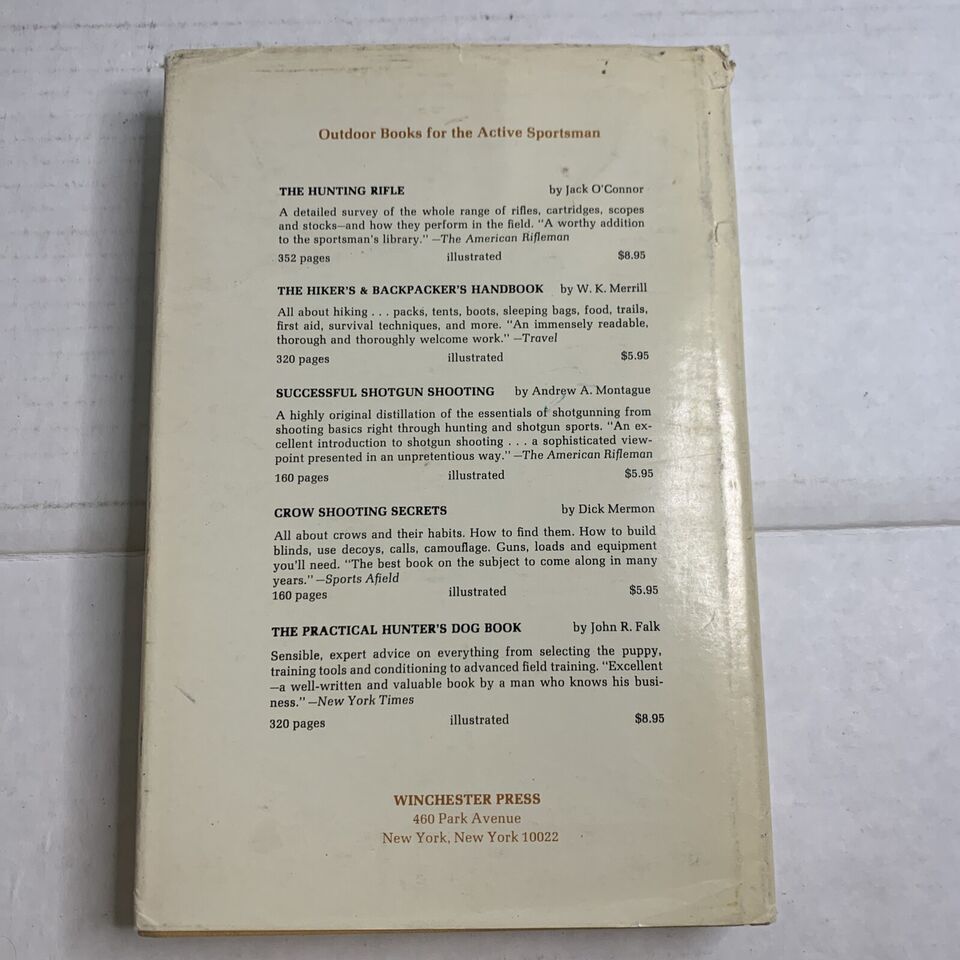 Outdoor Books for the Active Sportsman
THE HUNTING RIFLE by Jack O'Connor
A detailed survey of the whole range of rifles, cartridges, scopes
and stocks—and how they perform in the field. "A worthy addition
to the sportsman's library." —The American Rifleman
352 pages illustrated $8.95
THE HIKER'S & BACKPACKER'S HANDBOOK by W. K. Merrill
All about hiking . . . packs, tents, boots, sleeping bags, food, trails,
first aid, survival techniques, and more. "An immensely readable,
thorough and thoroughly welcome work." —Travel
320 pages illustrated $5.95
SUCCESSFUL SHOTGUN SHOOTING by Andrew A. Montague
A highly original distillation of the essentials of shotgunning from
shooting basics right through hunting and shotgun sports. "An ex-
cellent introduction to shotgun shooting . . . a sophisticated view-
point presented in an unpretentious way." —The American Rifleman
160 pages illustrated $5.95
CROW SHOOTING SECRETS by Dick Mermon
All about crows and their habits. How to find them. How to build
blinds, use decoys, calls, camouflage. Guns, loads and equipment
you'll need. "The best book on the subject to come along in many
years." —Sports Afield
160 pages illustrated $5.95
THE PRACTICAL HUNTER'S DOG BOOK by John R. Falk
Sensible, expert advice on everything from selecting the puppy,
training tools and conditioning to advanced field training. "Excellent
—a well-written and valuable book by a man who knows his busi-
ness." —New York Times
320 pages illustrated $8.95
WINCHESTER PRESS
460 Park Avenue
New York, New York 10022